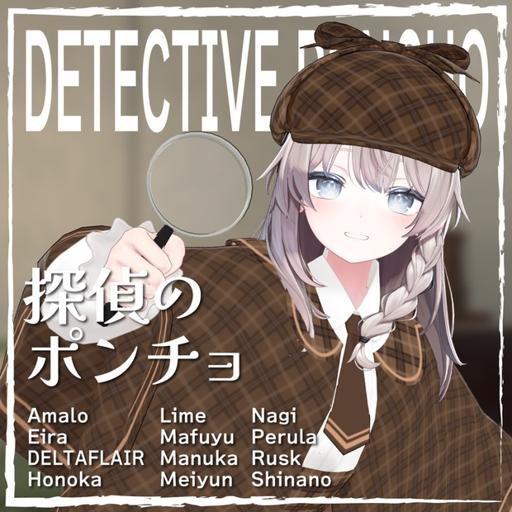 DETECTIVE
探偵の
ポンチョ
Amalo
Eira
DELTAFLAIR
Honoka
Lime
Mafuyu
Manuka
Meiyun
Nagi
Perula
Rusk
Shinano